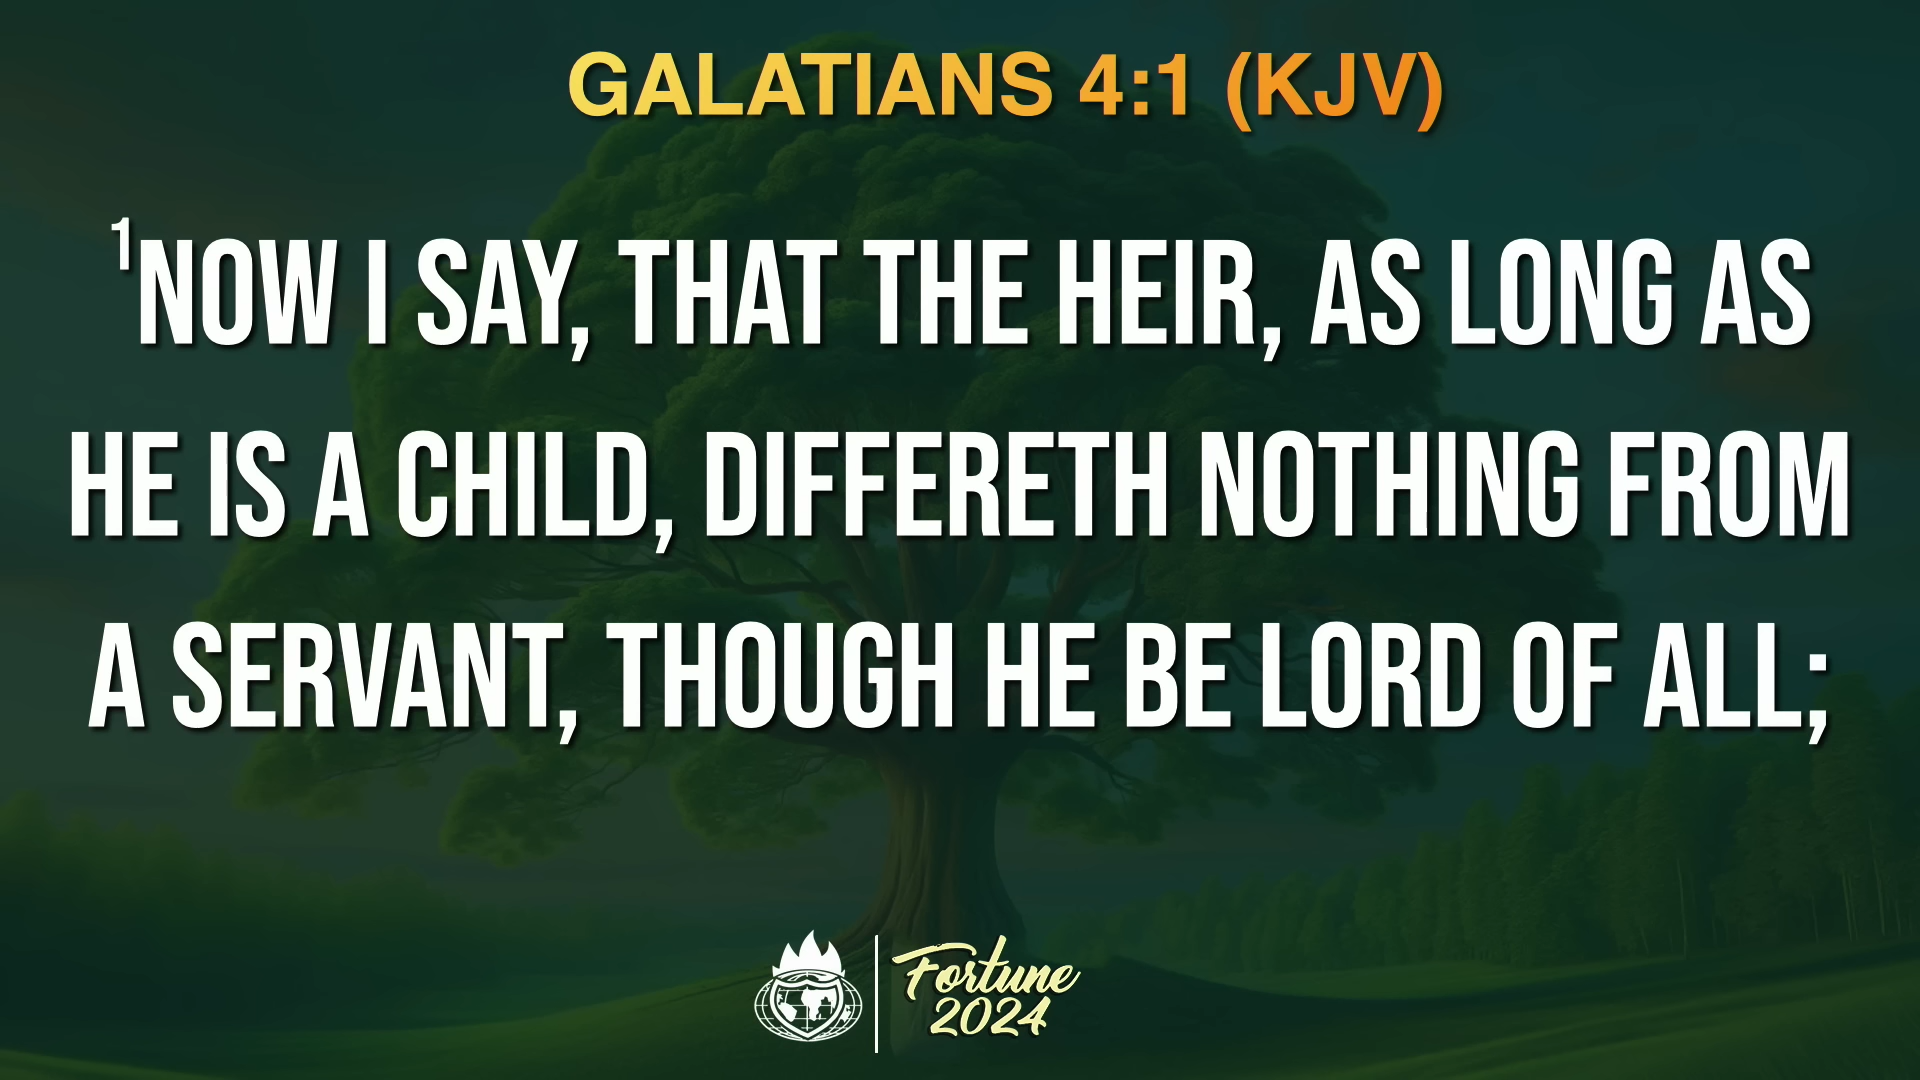 GALATIANS 4:1 (KJV)
¹NOW I SAY, THAT THE HEIR, AS LONG AS
HE IS A CHILD, DIFFERETH NOTHING FROM
A SERVANT, THOUGH HE BE LORD OF ALL;
Fortune
2024